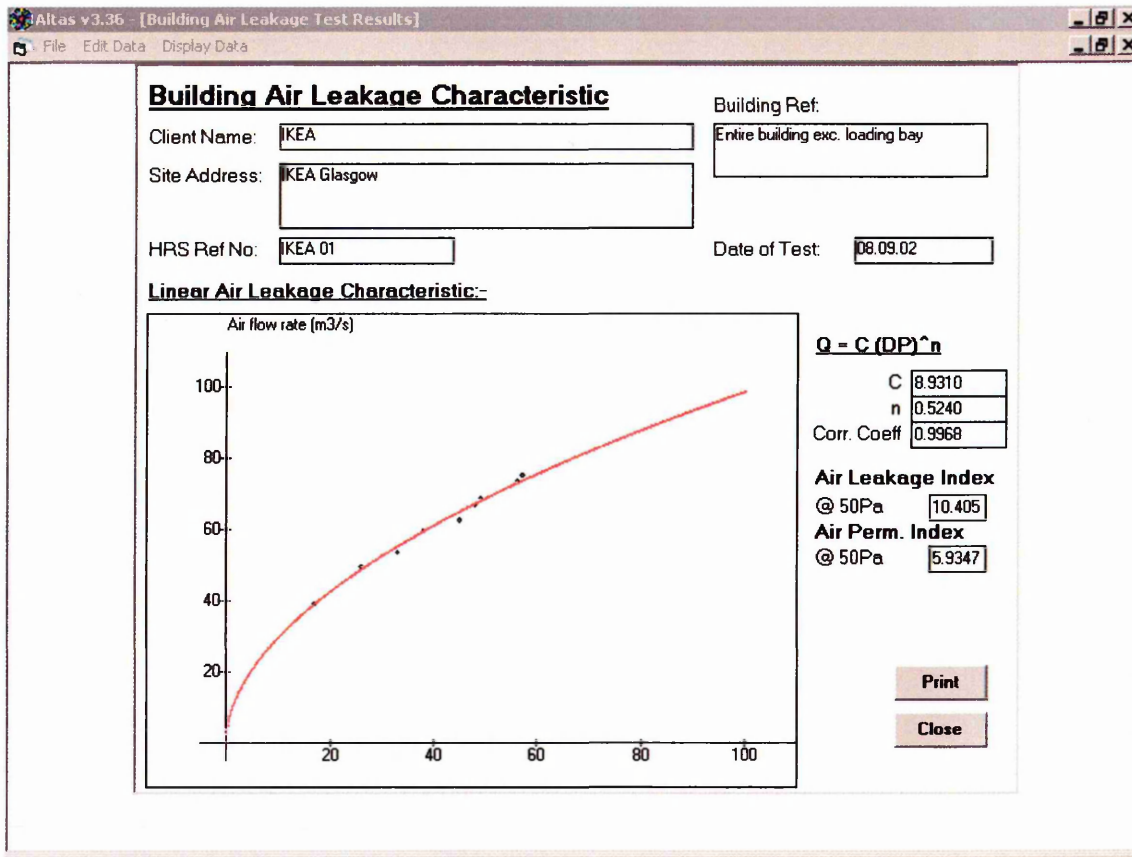 Altas v3.36 - [Building Air Leakage Test Results]
File Edit Data Display Data
Building Air Leakage Characteristic
Building Ref:
Client Name: IKEA
Entire building exc. loading bay
Site Address: IKEA Glasgow
HRS Ref No: IKEA 01
Date of Test: 08.09.02
Linear Air Leakage Characteristic:-
Air flow rate (m3/s)
100
80
60
40
20
20 40 60 80 100
Q = C (DP)^n
C 8.9310
n 0.5240
Corr. Coeff 0.9968
Air Leakage Index
@ 50Pa 10.405
Air Perm. Index
@ 50Pa 5.9347
Print
Close